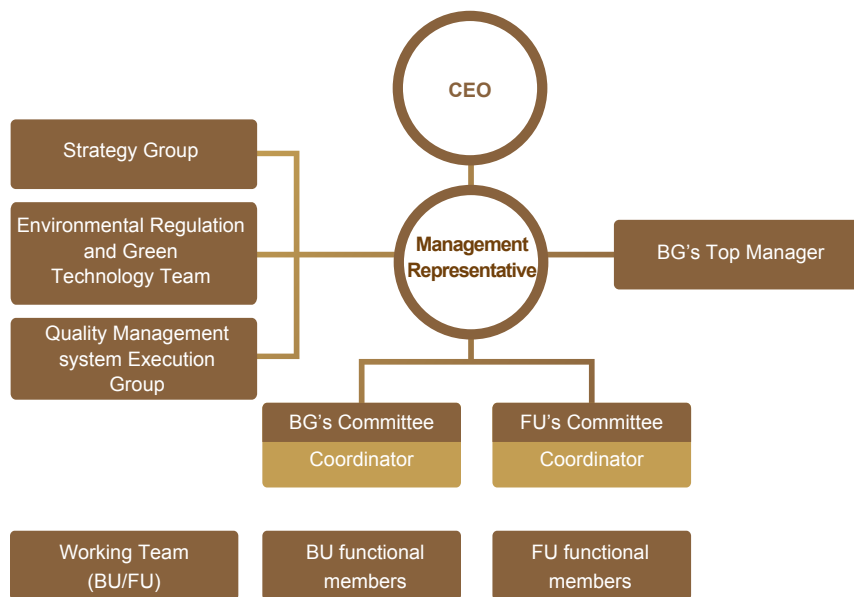 CEO
Strategy Group
Environmental Regulation
and Green
Technology Team
Management
Representative
BG's Top Manager
Quality Management
system Execution
Group
BG's Committee
Coordinator
FU's Committee
Coordinator
Working Team
(BU/FU)
BU functional
members
FU functional
members